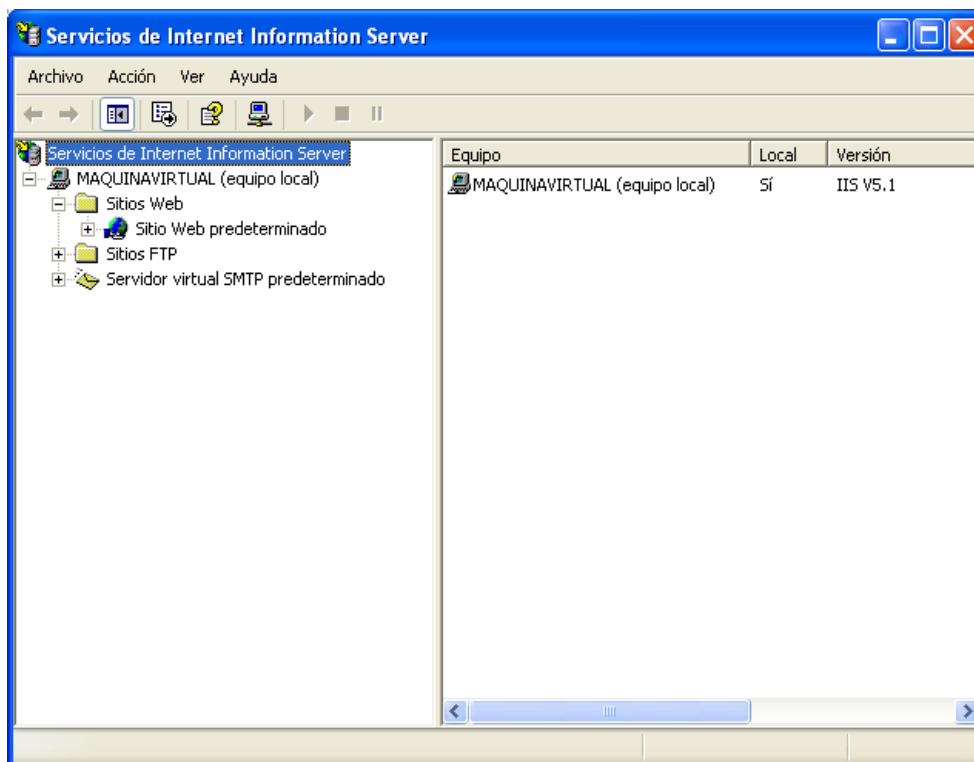 Servicios de Internet Information Server
Archivo Acción Ver Ayuda
Servicios de Internet Information Server
MAQUINAVIRTUAL (equipo local)
Sitios Web
Sitio Web predeterminado
Sitios FTP
Servidor virtual SMTP predeterminado
Equipo Local Versión
MAQUINAVIRTUAL (equipo local) Sí IIS V5.1